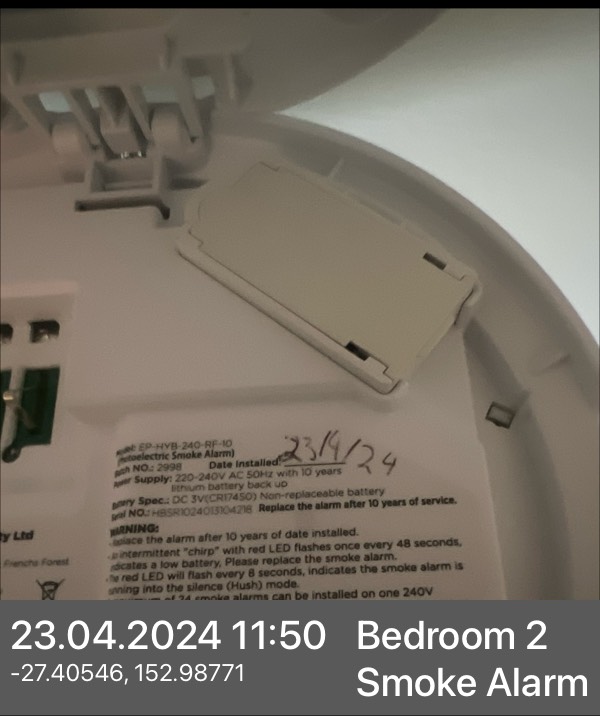 Model: EP-HYB-240-RF-10
(Photoelectric Smoke Alarm)
Batch NO.: 2998 Date Installed: 23/4/24
Power Supply: 220-240V AC 50Hz with 10 years
lithium battery back up
Battery Spec.: DC 3V(CR17450) Non-replaceable battery
Serial NO.: Replace the alarm after 10 years of service.
WARNING:
-Replace the alarm after 10 years of date installed.
intermittent "chirp" with red LED flashes once every 48 seconds,
indicates a low battery, Please replace the smoke alarm.
The red LED will flash every 8 seconds, indicates the smoke alarm is
running into the silence (Hush) mode.
maximum of 24 smoke alarms can be installed on one 240V
ty Ltd
Frenchs Forest
23.04.2024 11:50
-27.40546, 152.98771
Bedroom 2
Smoke Alarm